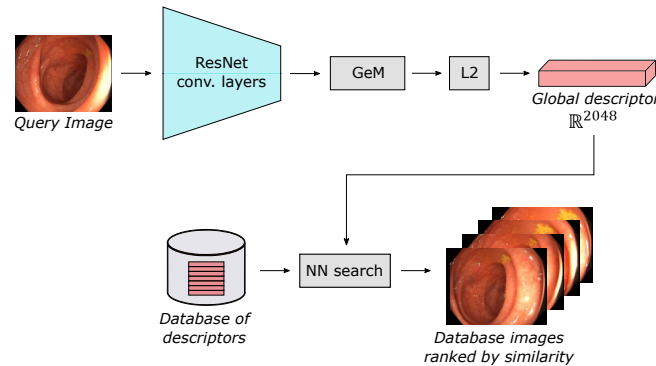 ResNet
conv. layers
GeM
L2
Query Image
Global descriptor
ℝ²⁰⁴⁸
NN search
Database of
descriptors
Database images
ranked by similarity